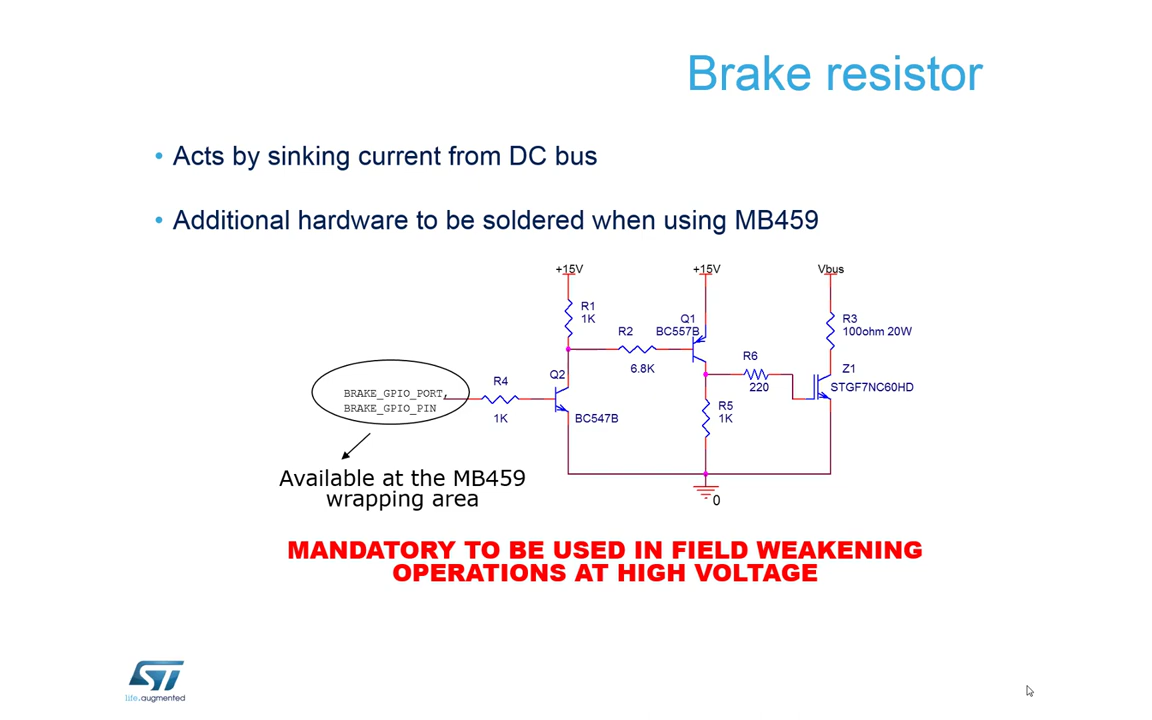 Brake resistor
• Acts by sinking current from DC bus
• Additional hardware to be soldered when using MB459
+15V
+15V
Vbus
R1
1K
R2
6.8K
Q1
BC557B
R3
100ohm 20W
R6
220
Z1
STGF7NC60HD
Q2
BC547B
R4
1K
R5
1K
BRAKE_GPIO_PORT,
BRAKE_GPIO_PIN
Available at the MB459
wrapping area
0
MANDATORY TO BE USED IN FIELD WEAKENING
OPERATIONS AT HIGH VOLTAGE
ST
life.augmented